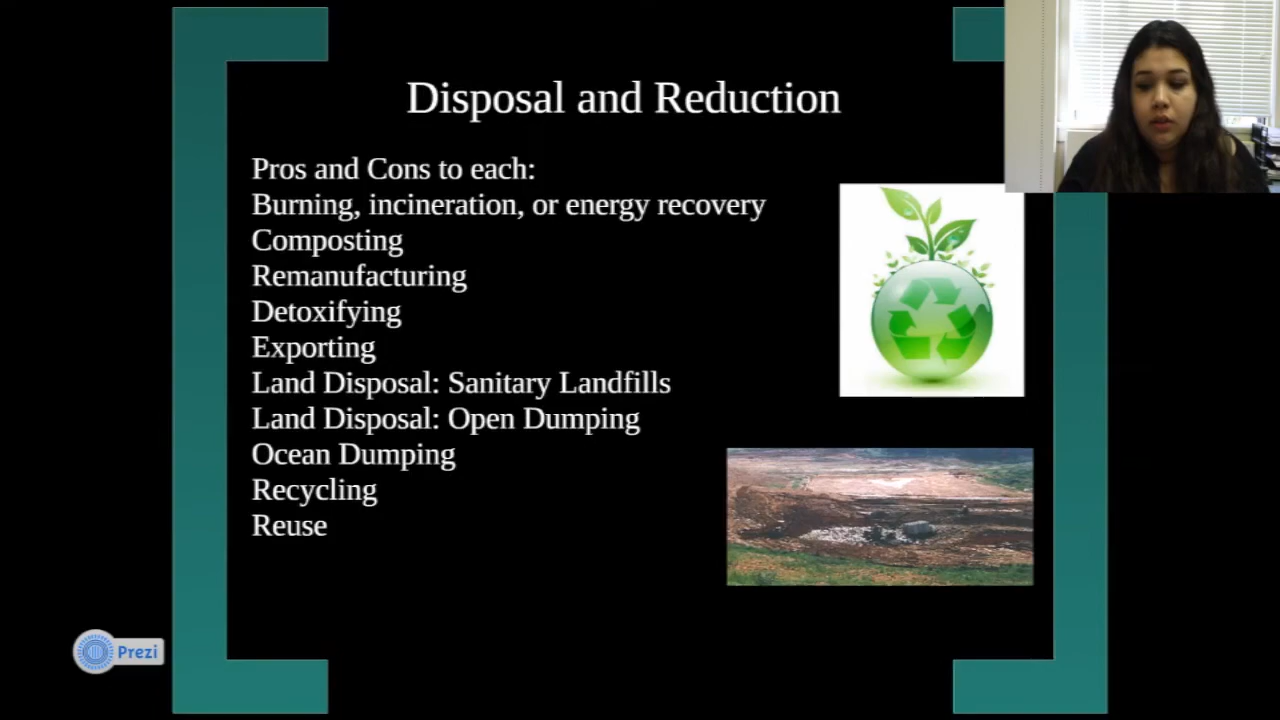 Disposal and Reduction
Pros and Cons to each:
Burning, incineration, or energy recovery
Composting
Remanufacturing
Detoxifying
Exporting
Land Disposal: Sanitary Landfills
Land Disposal: Open Dumping
Ocean Dumping
Recycling
Reuse
Prezi